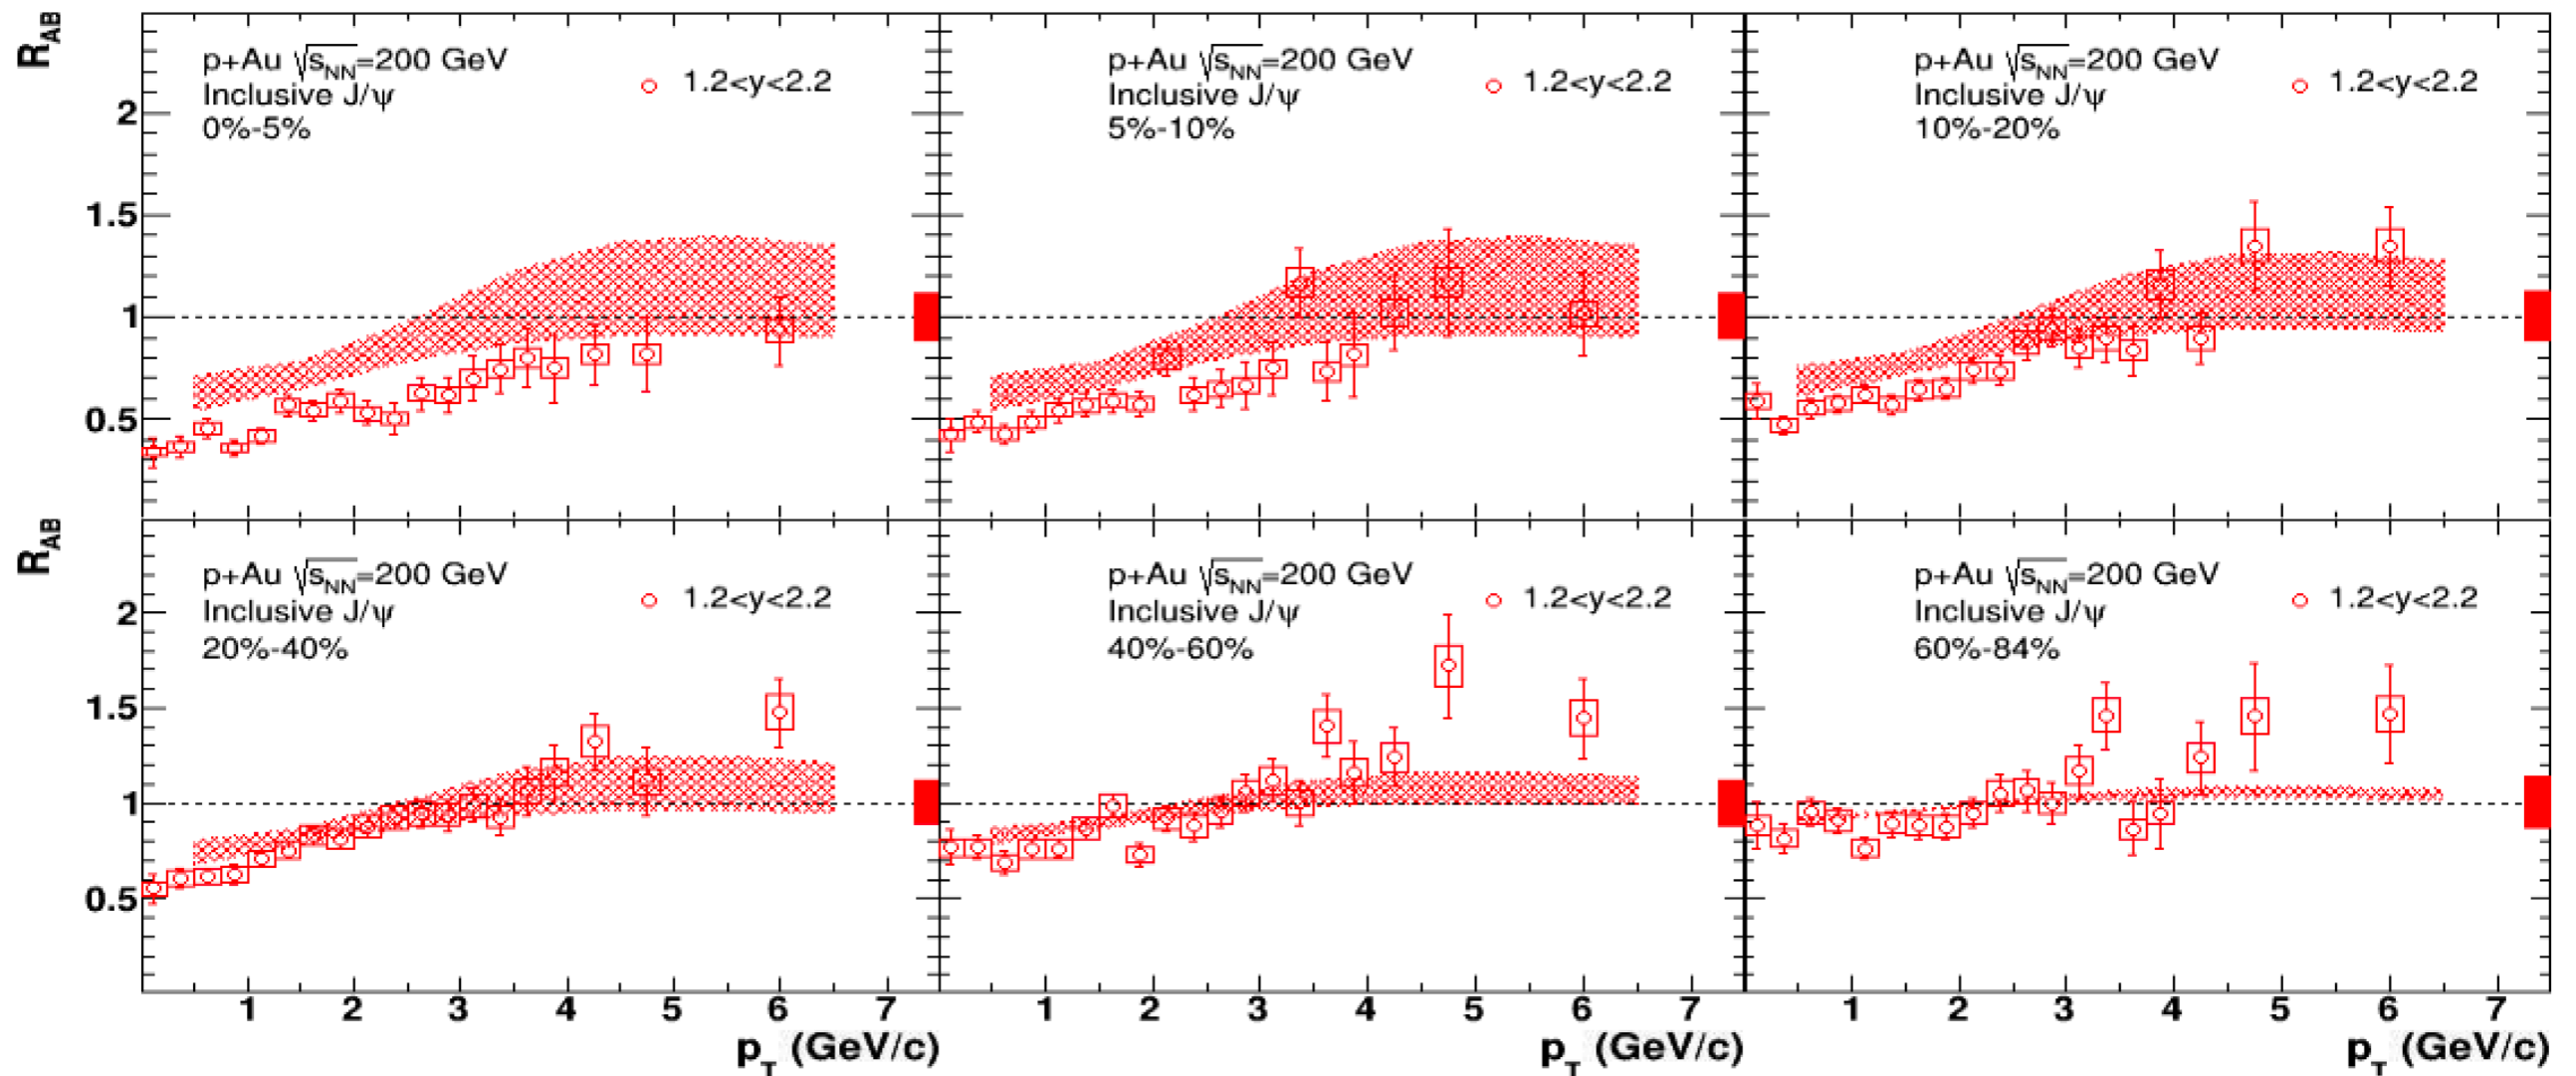 R_AB
p+Au √s_NN=200 GeV
Inclusive J/ψ
0%-5%
1.2<y<2.2
p+Au √s_NN=200 GeV
Inclusive J/ψ
5%-10%
1.2<y<2.2
p+Au √s_NN=200 GeV
Inclusive J/ψ
10%-20%
1.2<y<2.2
2
1.5
1
0.5
R_AB
p+Au √s_NN=200 GeV
Inclusive J/ψ
20%-40%
1.2<y<2.2
p+Au √s_NN=200 GeV
Inclusive J/ψ
40%-60%
1.2<y<2.2
p+Au √s_NN=200 GeV
Inclusive J/ψ
60%-84%
1.2<y<2.2
2
1.5
1
0.5
1 2 3 4 5 6 7
1 2 3 4 5 6 7
1 2 3 4 5 6 7
p_T (GeV/c)
p_T (GeV/c)
p_T (GeV/c)